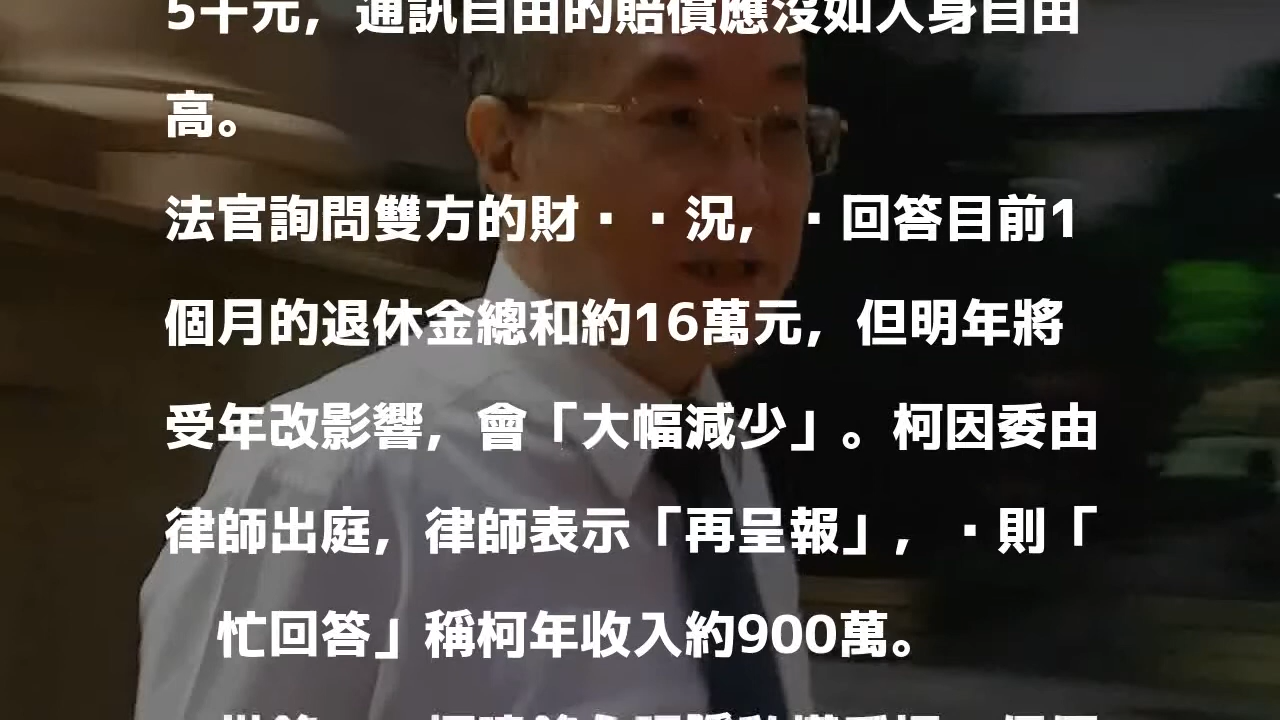 5千元，通訊自由的賠償應沒如人身自由
高。
法官詢問雙方的財▪▪況，▪回答目前1
個月的退休金總和約16萬元，但明年將
受年改影響，會「大幅減少」。柯因委由
律師出庭，律師表示「再呈報」，▪則「
忙回答」稱柯年收入約900萬。